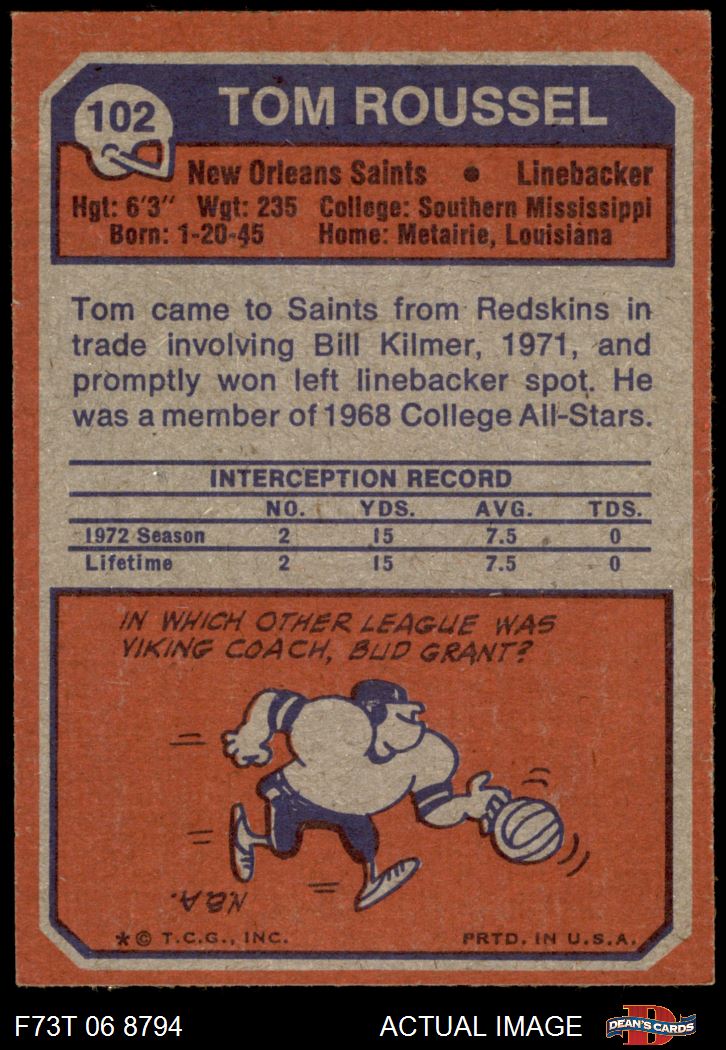 102
TOM ROUSSEL
New Orleans Saints • Linebacker
Hgt: 6'3" Wgt: 235 College: Southern Mississippi
Born: 1-20-45 Home: Metairie, Louisiana
Tom came to Saints from Redskins in
trade involving Bill Kilmer, 1971, and
promptly won left linebacker spot. He
was a member of 1968 College All-Stars.
INTERCEPTION RECORD
NO. YDS. AVG. TDS.
1972 Season 2 15 7.5 0
Lifetime 2 15 7.5 0
IN WHICH OTHER LEAGUE WAS
VIKING COACH, BUD GRANT?
N.B.A.
* © T.C.G., INC. PRTD. IN U.S.A.
F73T 06 8794 ACTUAL IMAGE
D
DEAN'S CARDS